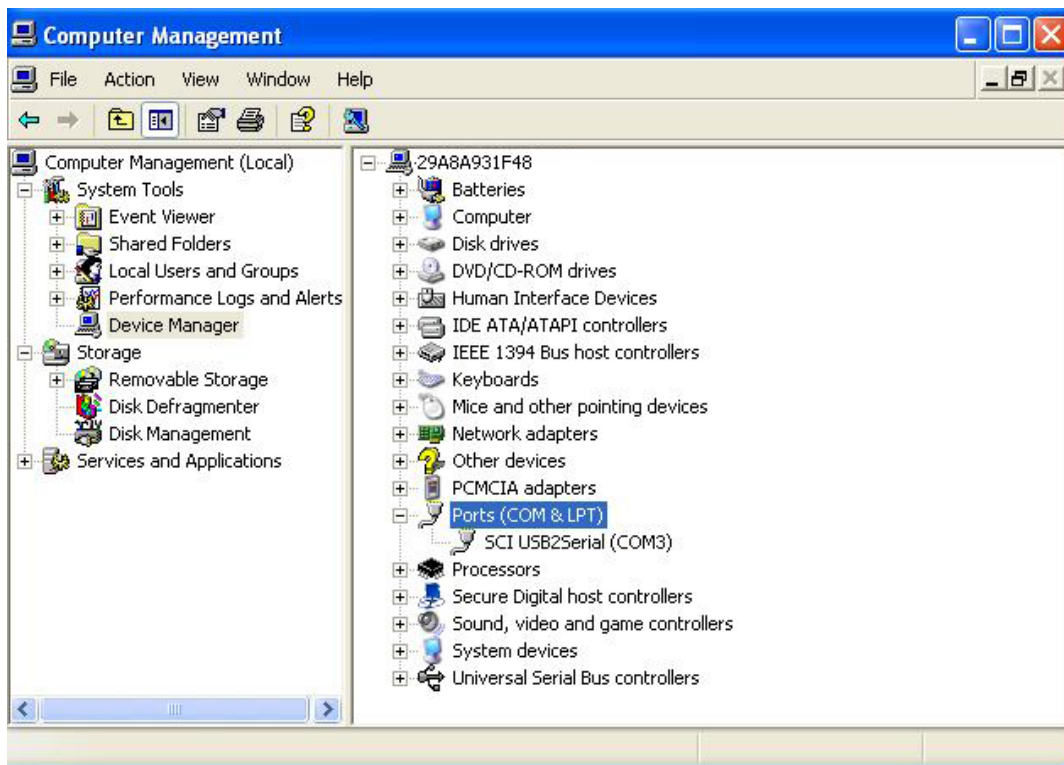 Computer Management
File Action View Window Help
Computer Management (Local)
System Tools
Event Viewer
Shared Folders
Local Users and Groups
Performance Logs and Alerts
Device Manager
Storage
Removable Storage
Disk Defragmenter
Disk Management
Services and Applications
29A8A931F48
Batteries
Computer
Disk drives
DVD/CD-ROM drives
Human Interface Devices
IDE ATA/ATAPI controllers
IEEE 1394 Bus host controllers
Keyboards
Mice and other pointing devices
Network adapters
Other devices
PCMCIA adapters
Ports (COM & LPT)
SCI USB2Serial (COM3)
Processors
Secure Digital host controllers
Sound, video and game controllers
System devices
Universal Serial Bus controllers